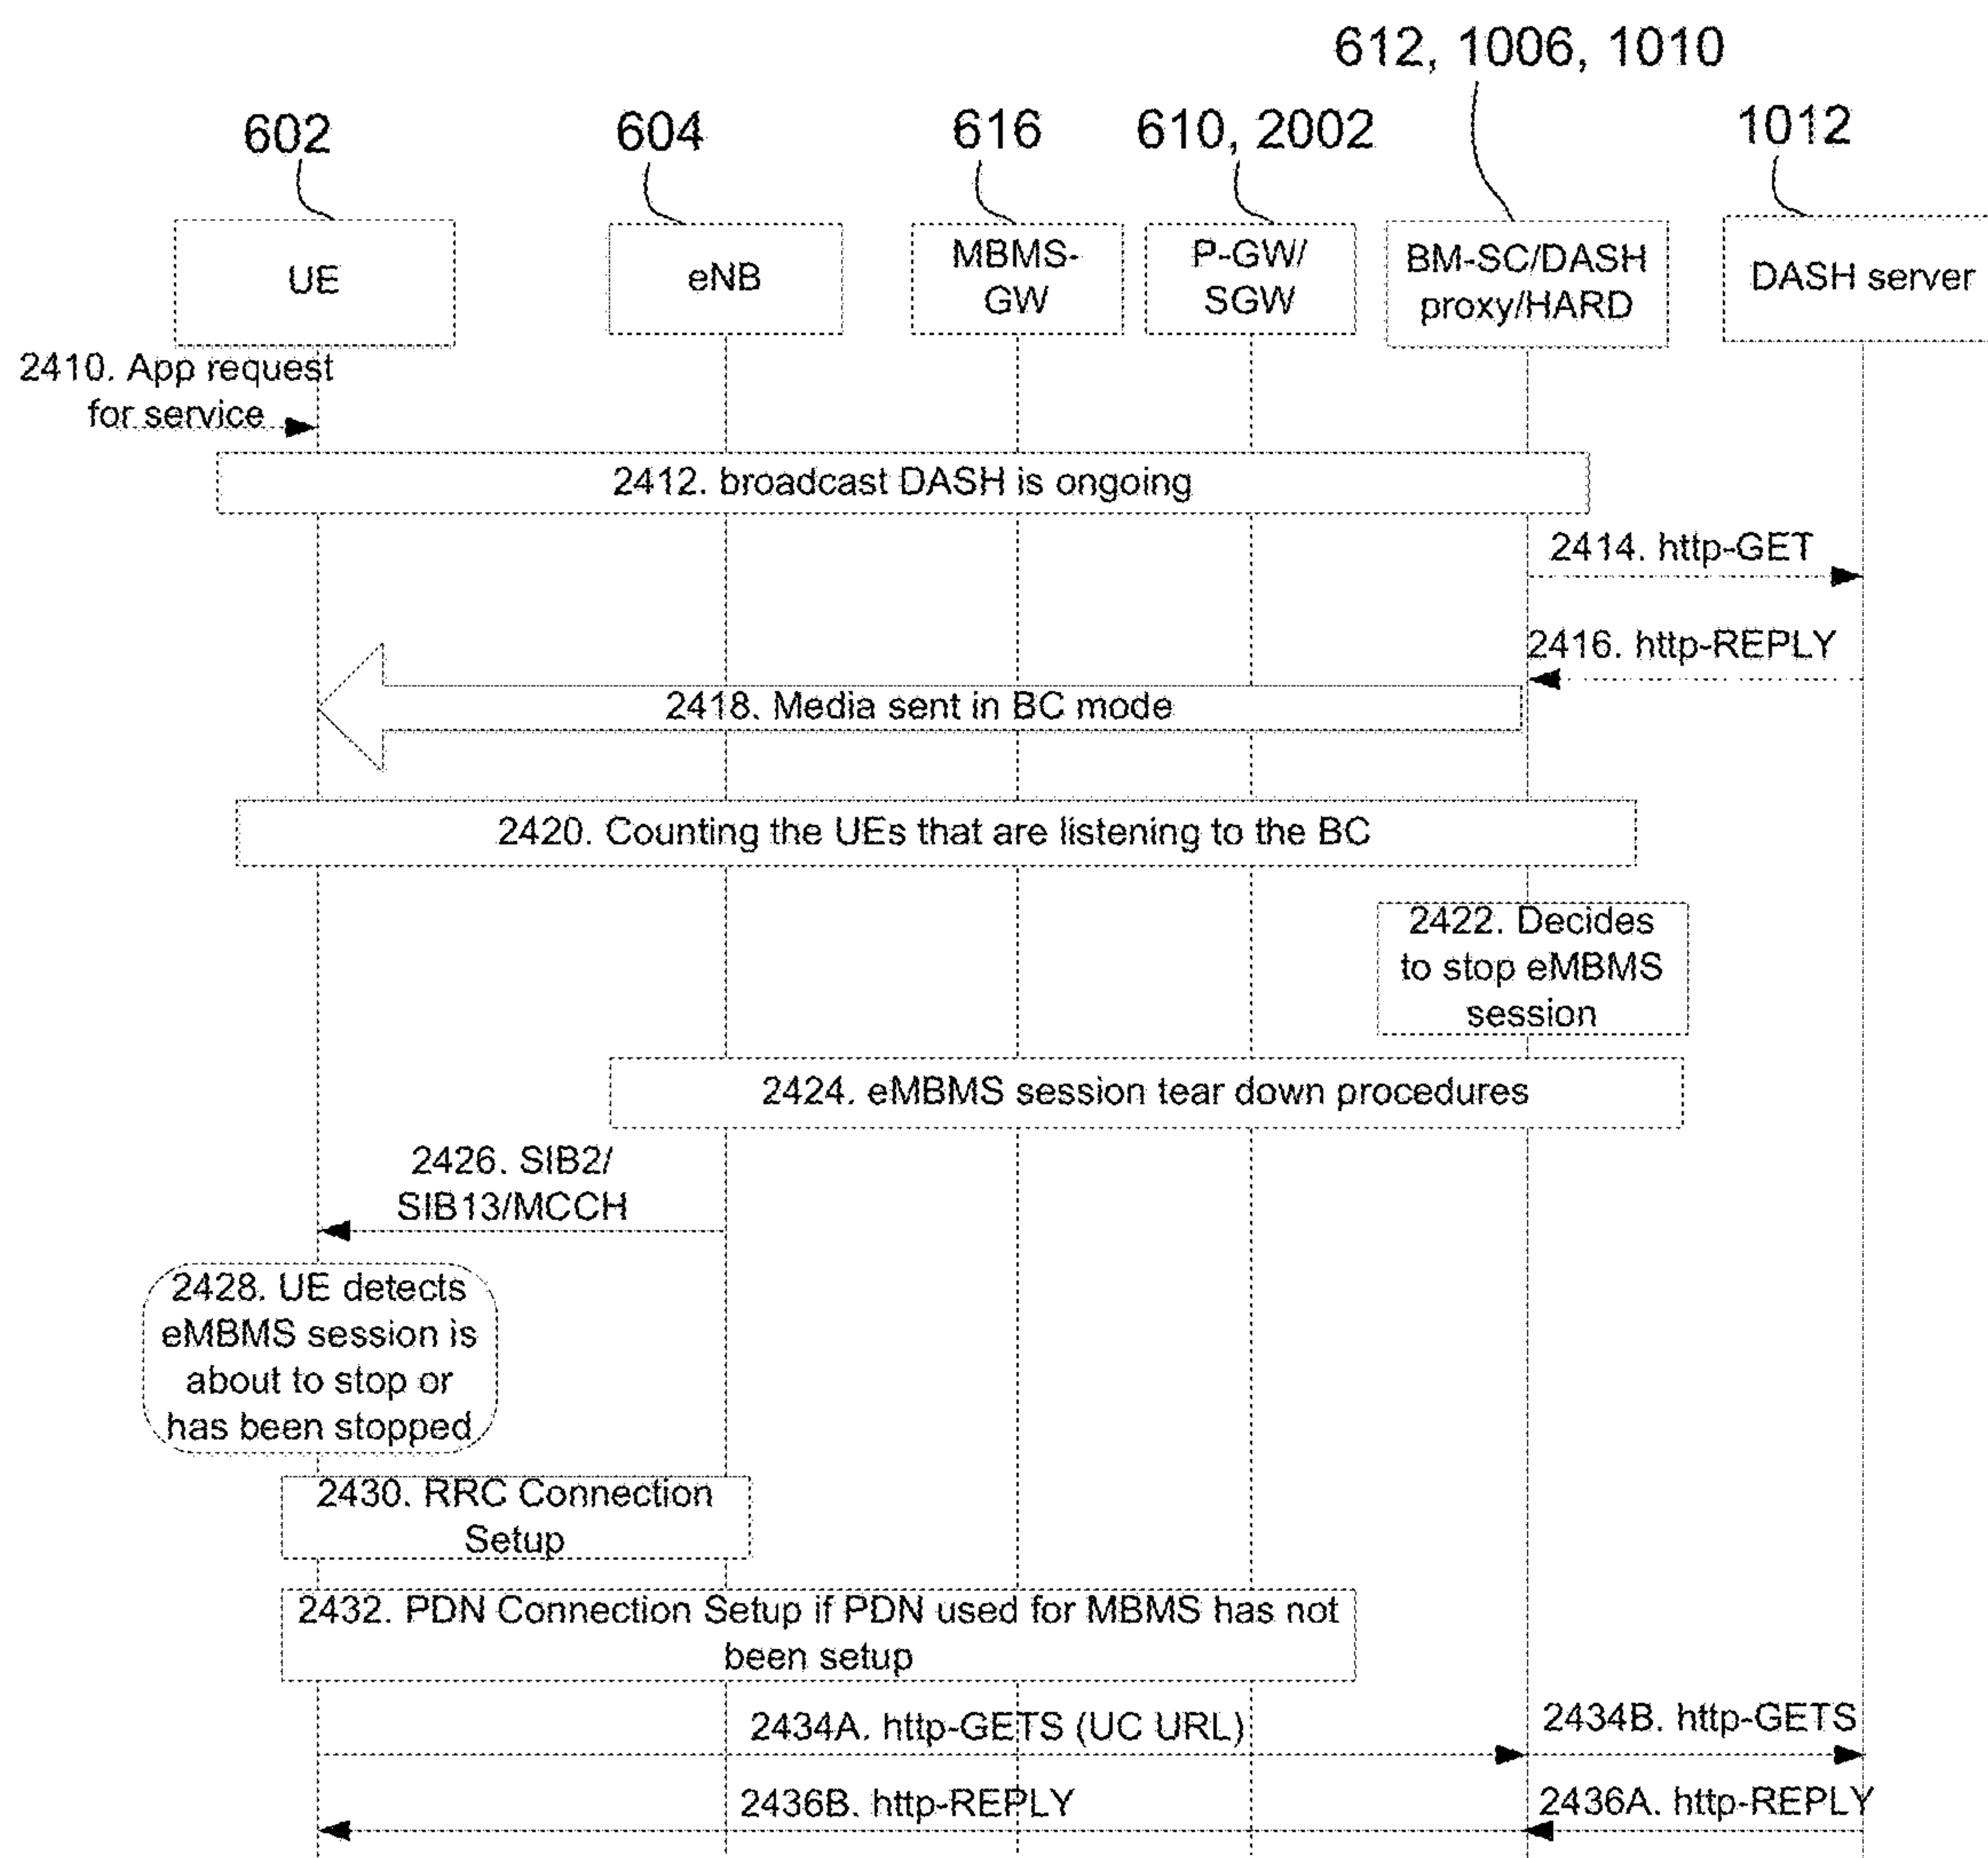 612, 1006, 1010
602
604
616
610, 2002
1012
UE
eNB
MBMS-
GW
P-GW/
SGW
BM-SC/DASH
proxy/HARD
DASH server
2410. App request
for service
2412. broadcast DASH is ongoing
2414. http-GET
2416. http-REPLY
2418. Media sent in BC mode
2420. Counting the UEs that are listening to the BC
2422. Decides
to stop eMBMS
session
2424. eMBMS session tear down procedures
2426. SIB2/
SIB13/MCCH
2428. UE detects
eMBMS session is
about to stop or
has been stopped
2430. RRC Connection
Setup
2432. PDN Connection Setup if PDN used for MBMS has not
been setup
2434A. http-GETS (UC URL)
2434B. http-GETS
2436B. http-REPLY
2436A. http-REPLY